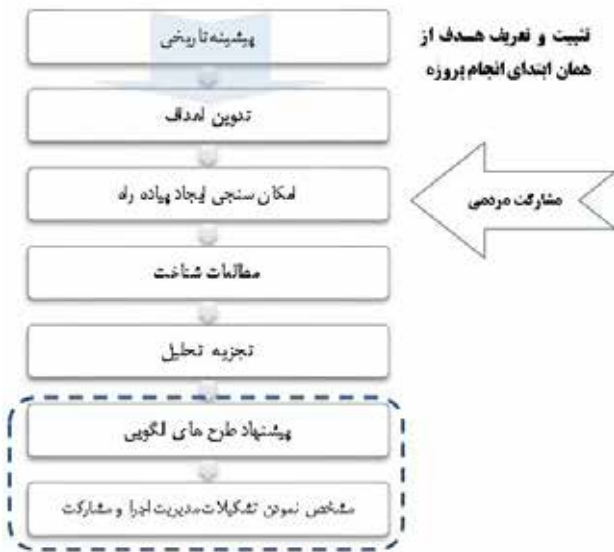 پیشینه تاریخی
تثبیت و تعریف هدف از
همان ابتدای انجام پروژه
تدوین اهداف
امکان سنجی ایجاد پیاده راه
مشارکت مردمی
مطالعات شناخت
تجزیه تحلیل
پیشنهاد طرح های الگویی
مشخص نمودن تشکیلات مدیریت اجرا و مشارکت